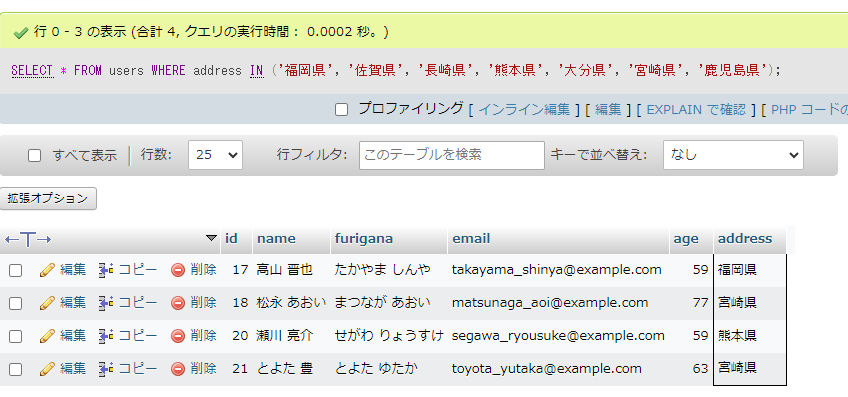 行 0 - 3 の表示 (合計 4, クエリの実行時間： 0.0002 秒。)
SELECT * FROM users WHERE address IN ('福岡県', '佐賀県', '長崎県', '熊本県', '大分県', '宮崎県', '鹿児島県');
プロファイリング [ インライン編集 ] [ 編集 ] [ EXPLAIN で確認 ] [ PHP コードの
すべて表示 行数: 25 行フィルタ: このテーブルを検索 キーで並べ替え: なし
拡張オプション
←T→ id name furigana email age address
編集 コピー 削除 17 高山 晋也 たかやま しんや takayama_shinya@example.com 59 福岡県
編集 コピー 削除 18 松永 あおい まつなが あおい matsunaga_aoi@example.com 77 宮崎県
編集 コピー 削除 20 瀬川 亮介 せがわ りょうすけ segawa_ryousuke@example.com 59 熊本県
編集 コピー 削除 21 とよた 豊 とよた ゆたか toyota_yutaka@example.com 63 宮崎県